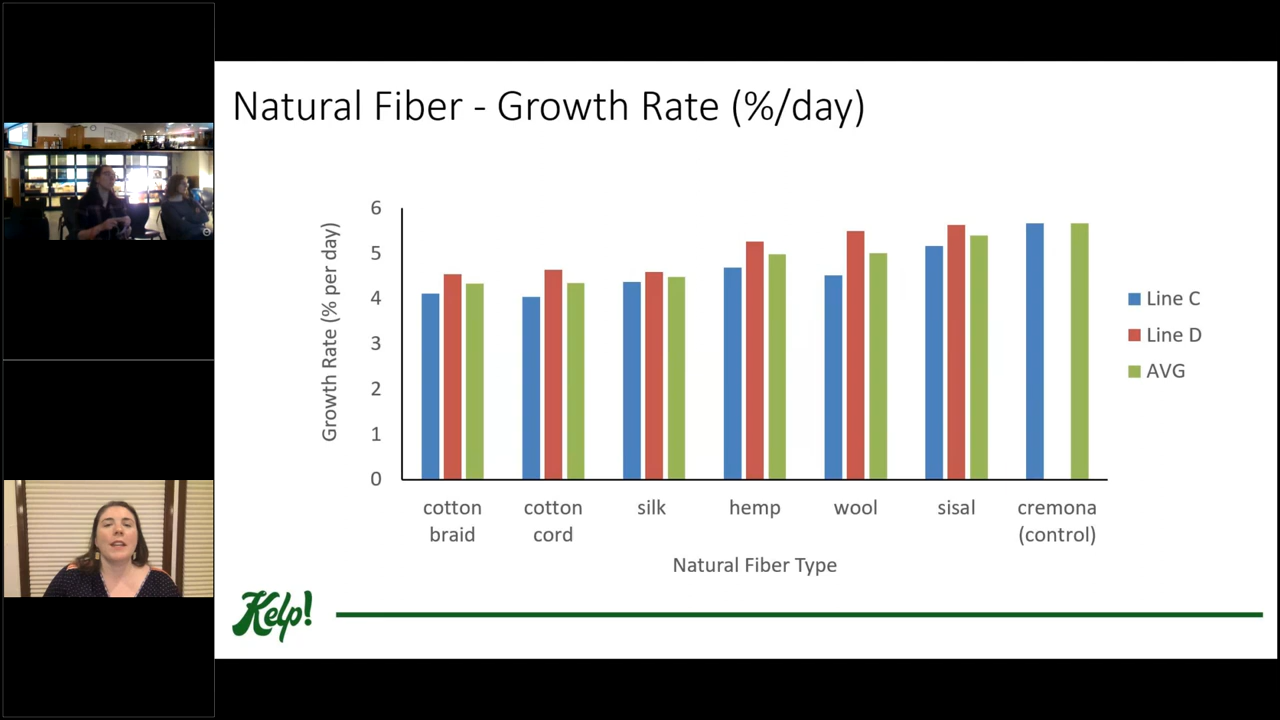 Natural Fiber - Growth Rate (%/day)
Growth Rate (% per day)
6
5
4
3
2
1
0
cotton braid
cotton cord
silk
hemp
wool
sisal
cremona (control)
Natural Fiber Type
Line C
Line D
AVG
Kelp!